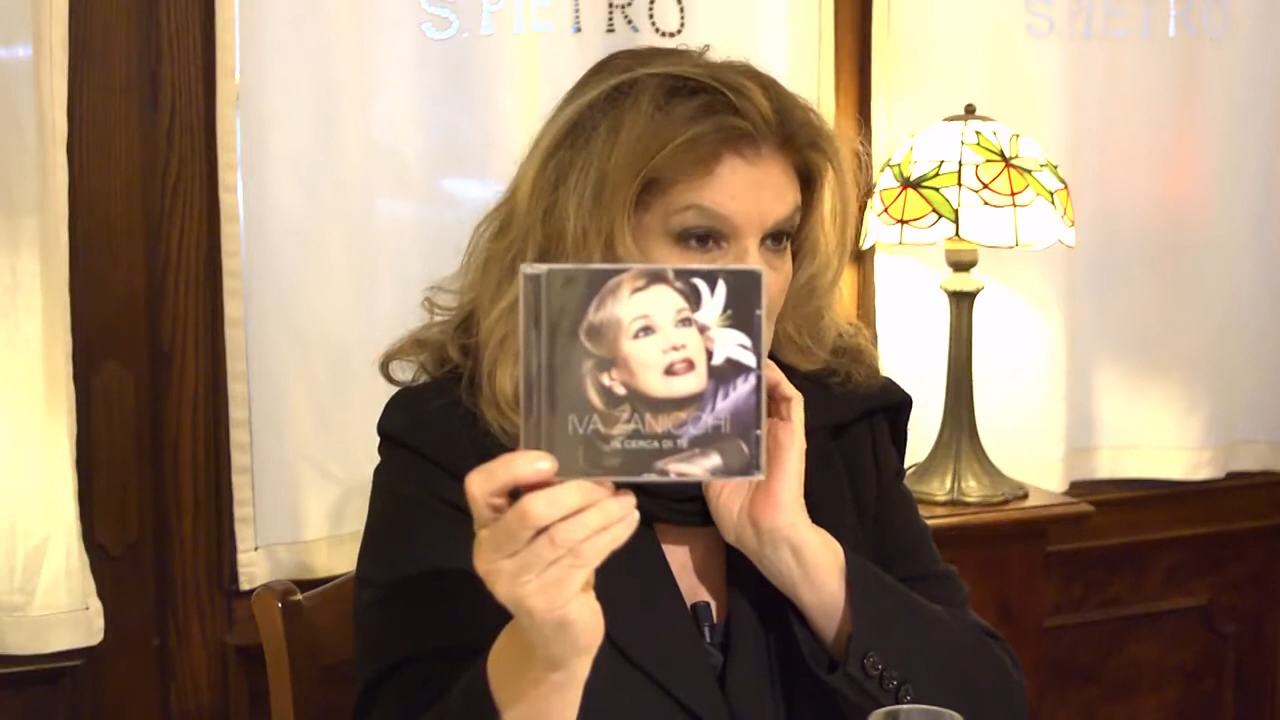 S. PIETRO
S. PIETRO
IVA ZANICCHI
IN CERCA DI TE